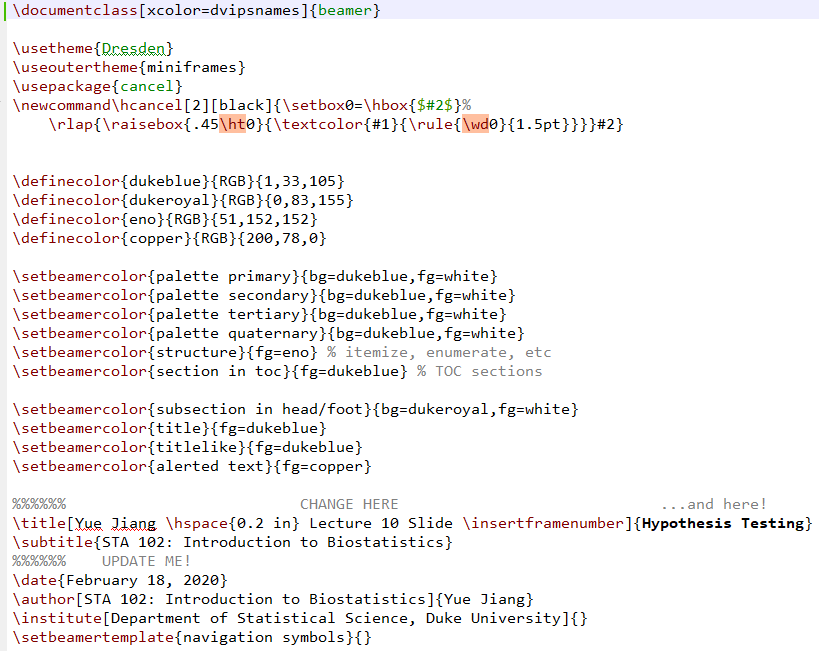 \documentclass[xcolor=dvipsnames]{beamer}
\usetheme{Dresden}
\useoutertheme{miniframes}
\usepackage{cancel}
\newcommand\hcancel[2][black]{\setbox0=\hbox{$#2$}%
\rlap{\raisebox{.45\ht0}{\textcolor{#1}{\rule{\wd0}{1.5pt}}}}#2}
\definecolor{dukeblue}{RGB}{1,33,105}
\definecolor{dukeroyal}{RGB}{0,83,155}
\definecolor{eno}{RGB}{51,152,152}
\definecolor{copper}{RGB}{200,78,0}
\setbeamercolor{palette primary}{bg=dukeblue,fg=white}
\setbeamercolor{palette secondary}{bg=dukeblue,fg=white}
\setbeamercolor{palette tertiary}{bg=dukeblue,fg=white}
\setbeamercolor{palette quaternary}{bg=dukeblue,fg=white}
\setbeamercolor{structure}{fg=eno} % itemize, enumerate, etc
\setbeamercolor{section in toc}{fg=dukeblue} % TOC sections
\setbeamercolor{subsection in head/foot}{bg=dukeroyal,fg=white}
\setbeamercolor{title}{fg=dukeblue}
\setbeamercolor{titlelike}{fg=dukeblue}
\setbeamercolor{alerted text}{fg=copper}
%%%%%% CHANGE HERE ...and here!
\title[Yue Jiang \hspace{0.2 in} Lecture 10 Slide \insertframenumber]{Hypothesis Testing}
\subtitle{STA 102: Introduction to Biostatistics}
%%%%%% UPDATE ME!
\date{February 18, 2020}
\author[STA 102: Introduction to Biostatistics]{Yue Jiang}
\institute[Department of Statistical Science, Duke University]{}
\setbeamertemplate{navigation symbols}{}